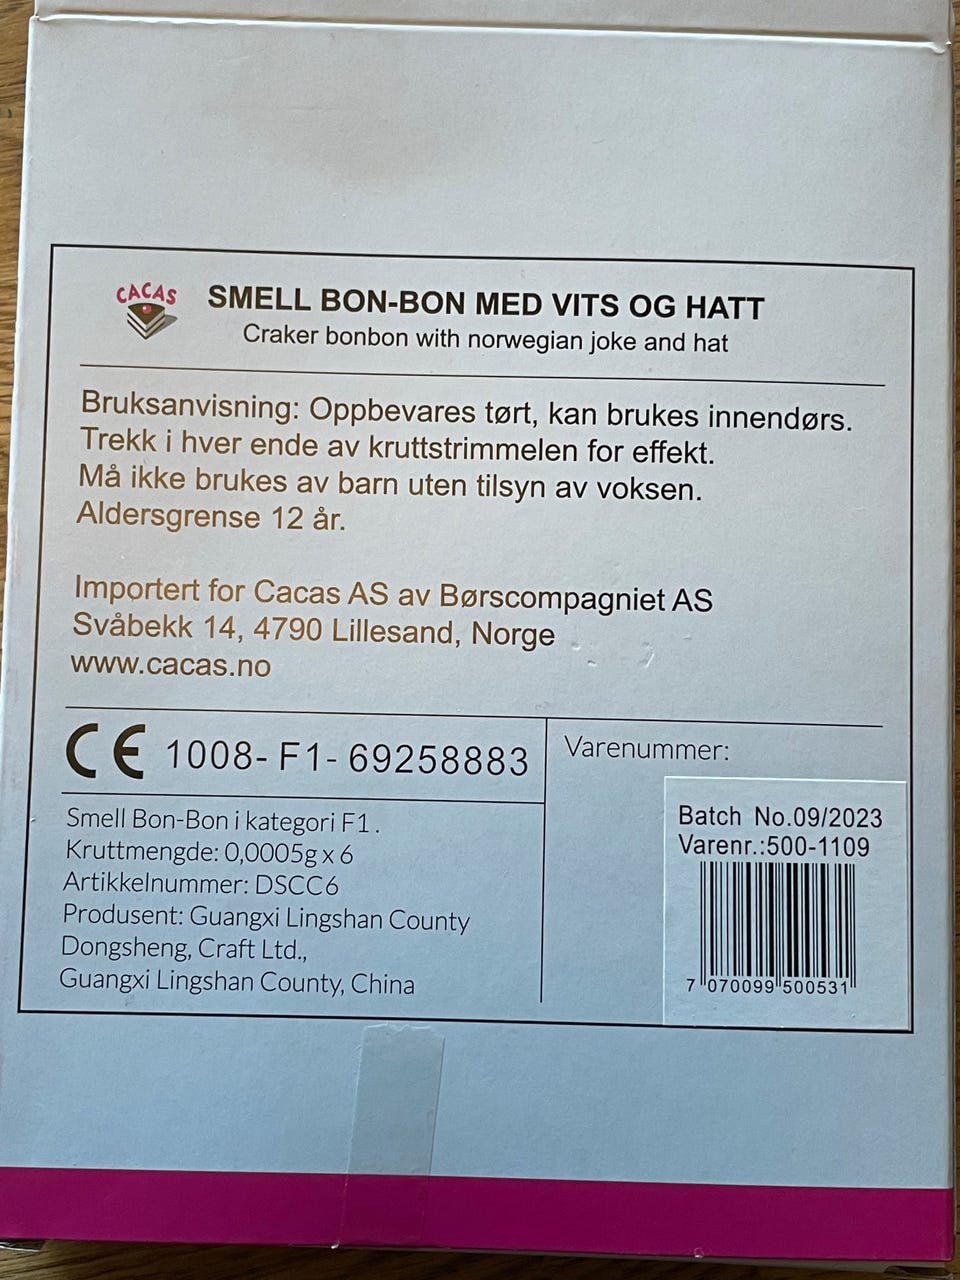 CACAS
SMELL BON-BON MED VITS OG HATT
Craker bonbon with norwegian joke and hat
Bruksanvisning: Oppbevares tørt, kan brukes innendørs.
Trekk i hver ende av kruttstrimmelen for effekt.
Må ikke brukes av barn uten tilsyn av voksen.
Aldersgrense 12 år.
Importert for Cacas AS av Børscompagniet AS
Svåbekk 14, 4790 Lillesand, Norge
www.cacas.no
CE 1008- F1- 69258883
Smell Bon-Bon i kategori F1.
Kruttmengde: 0,0005g x 6
Artikkelnummer: DSCC6
Produsent: Guangxi Lingshan County
Dongsheng, Craft Ltd.,
Guangxi Lingshan County, China
Varenummer:
Batch No.09/2023
Varenr.:500-1109
7 070099 500531